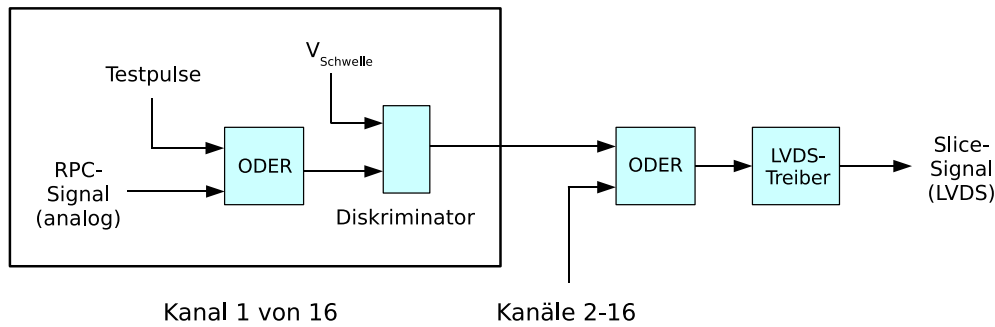 V_Schwelle
Testpulse
ODER
RPC-
Signal
(analog)
Diskriminator
ODER
LVDS-
Treiber
Slice-
Signal
(LVDS)
Kanal 1 von 16
Kanäle 2-16